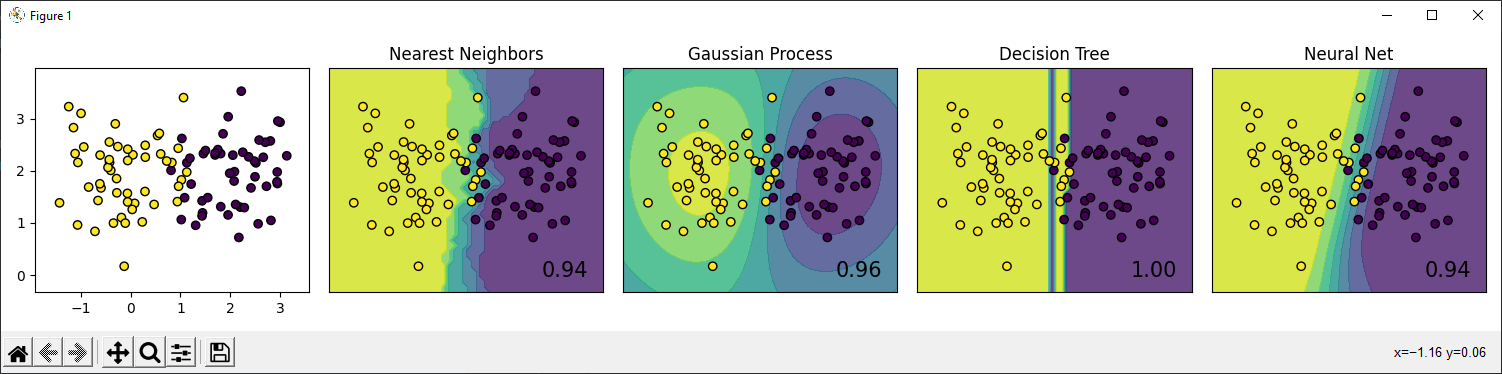 Figure 1
Nearest Neighbors
Gaussian Process
Decision Tree
Neural Net
3
2
1
0
0.94
0.96
1.00
0.94
−1
0
1
2
3
x=−1.16 y=0.06